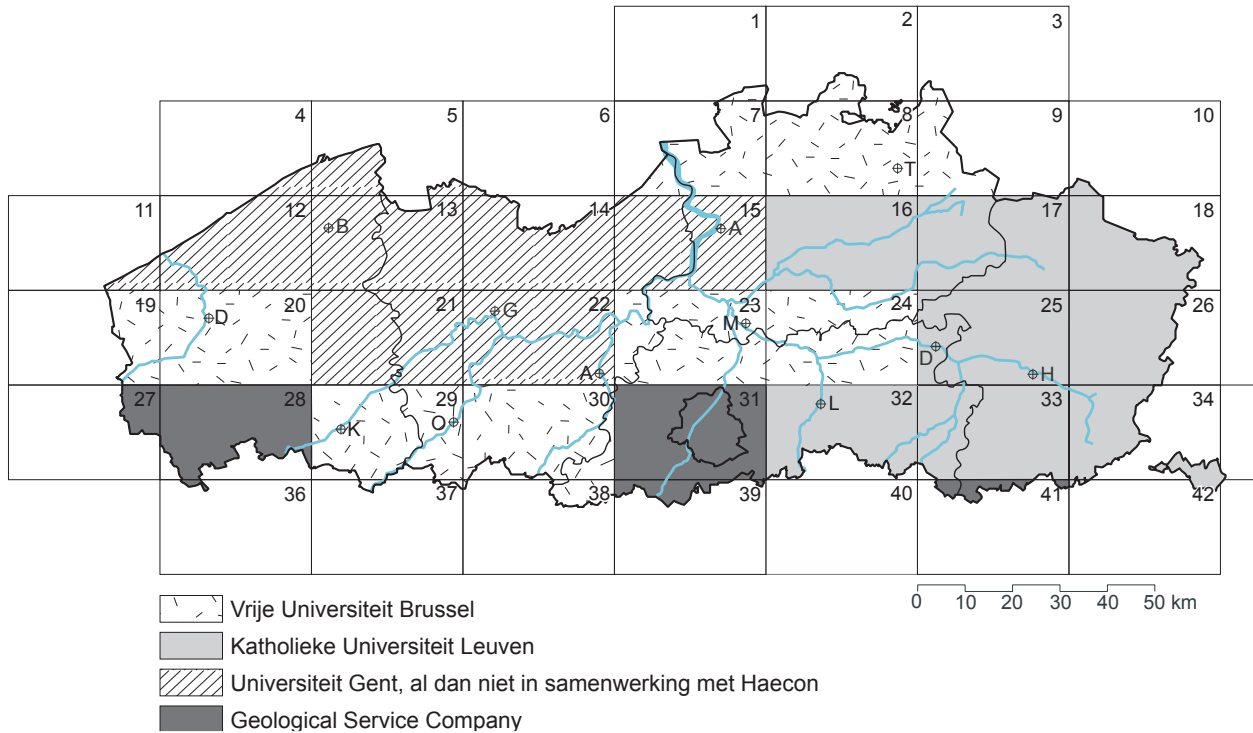 1 2 3
4 5 6 7 8 9 10
T
11 12 13 14 15 16 17 18
B A
19 20 21 22 23 24 25 26
D G M
D
A H
27 28 29 30 31 32 33 34
K O L
36 37 38 39 40 41 42
0 10 20 30 40 50 km
Vrije Universiteit Brussel
Katholieke Universiteit Leuven
Universiteit Gent, al dan niet in samenwerking met Haecon
Geological Service Company